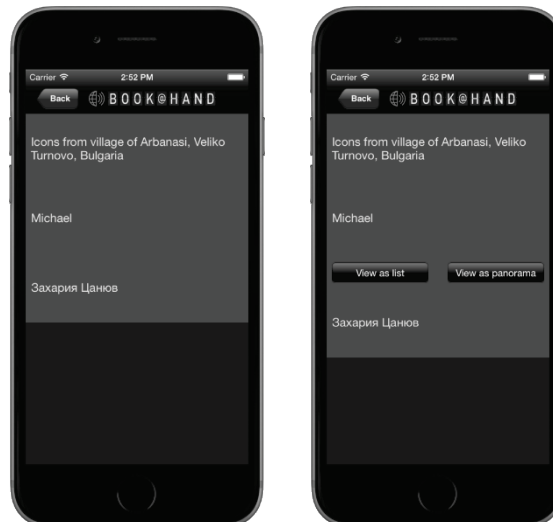 Carrier 2:52 PM
Back BOOK@HAND
Icons from village of Arbanasi, Veliko
Turnovo, Bulgaria
Michael
Захария Цанюв
Carrier 2:52 PM
Back BOOK@HAND
Icons from village of Arbanasi, Veliko
Turnovo, Bulgaria
Michael
View as list View as panorama
Захария Цанюв